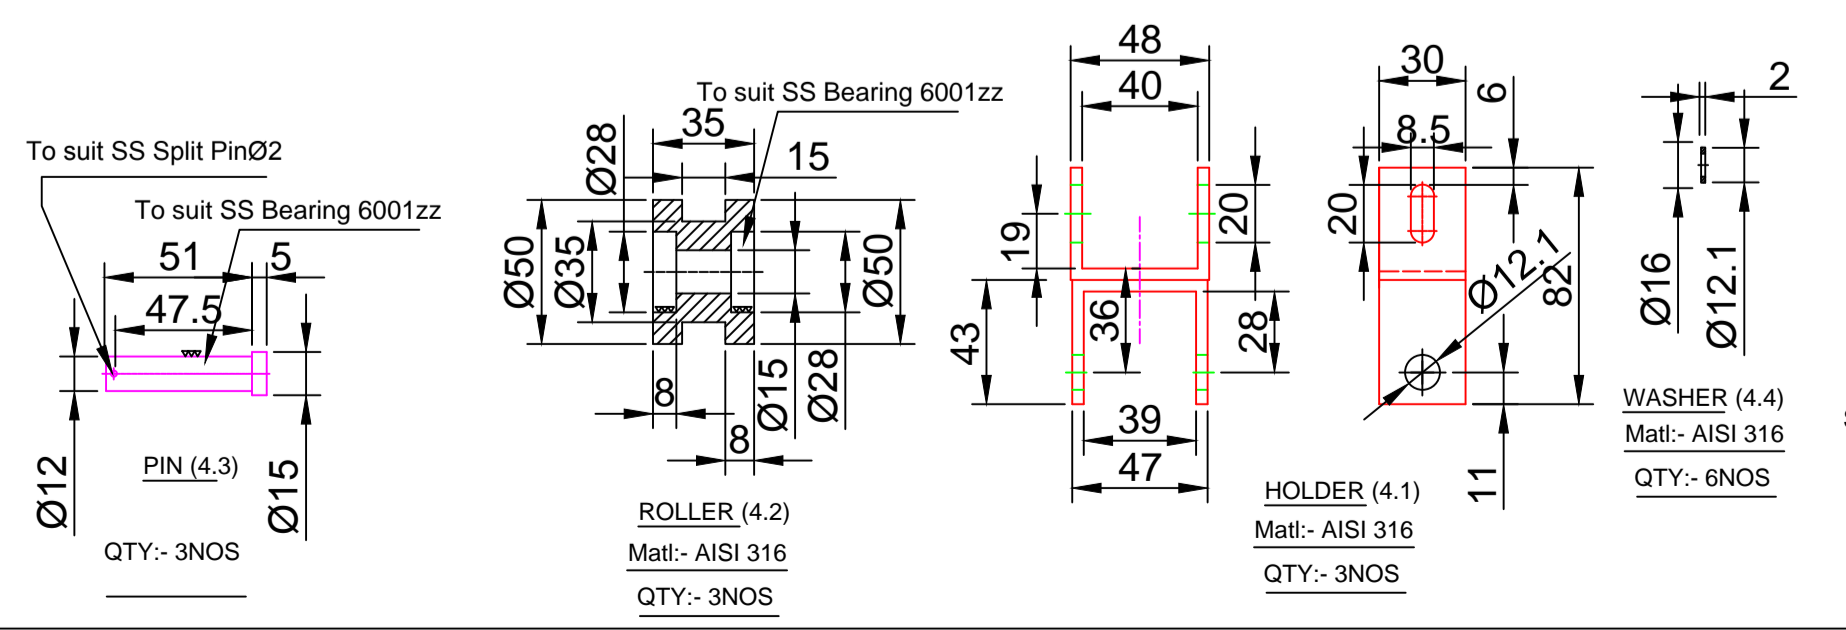 To suit SS Split PinØ2
To suit SS Bearing 6001zz
51
5
47.5
Ø12
Ø15
PIN (4.3)
QTY:- 3NOS
To suit SS Bearing 6001zz
35
15
Ø28
Ø50
Ø35
Ø50
8
Ø15
Ø28
8
ROLLER (4.2)
Matl:- AISI 316
QTY:- 3NOS
48
40
19
20
43
36
28
39
47
30
6
8.5
20
Ø12.1
82
11
HOLDER (4.1)
Matl:- AISI 316
QTY:- 3NOS
2
Ø16
Ø12.1
WASHER (4.4)
Matl:- AISI 316
QTY:- 6NOS